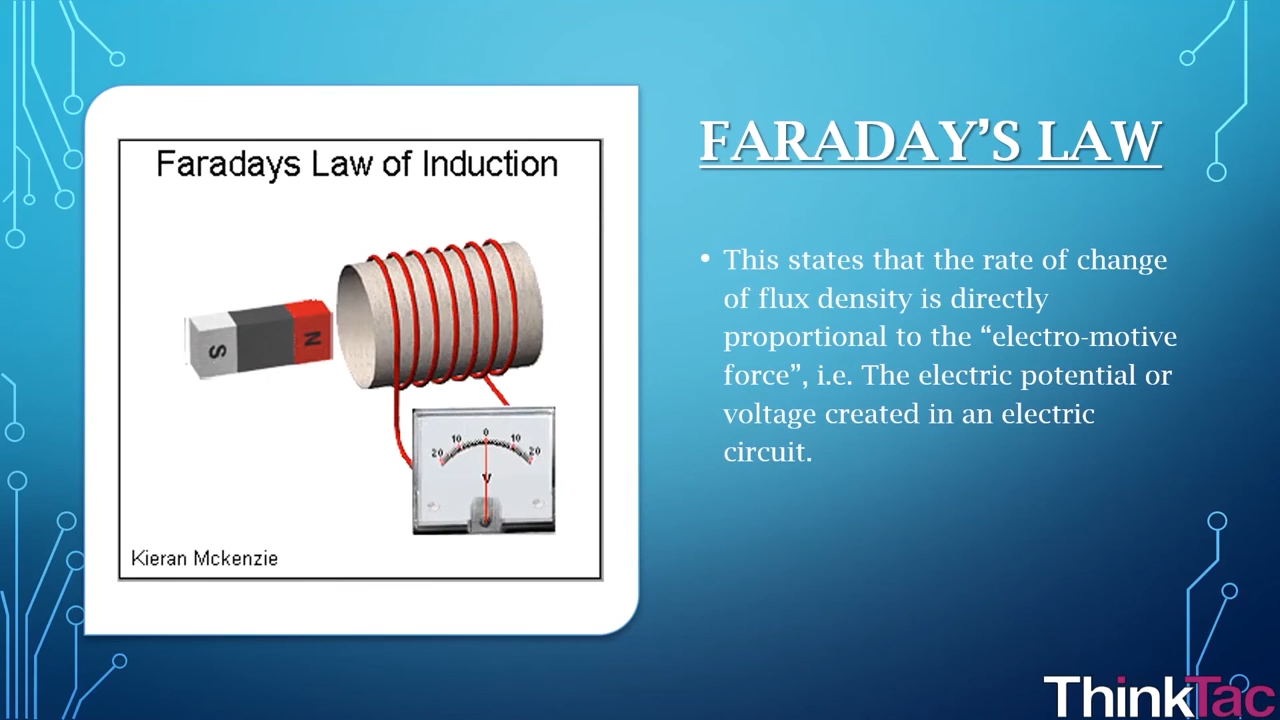 Faradays Law of Induction
S
N
20
10
0
10
20
V
Kieran Mckenzie
FARADAY’S LAW
• This states that the rate of change
of flux density is directly
proportional to the “electro-motive
force”, i.e. The electric potential or
voltage created in an electric
circuit.
ThinkTac